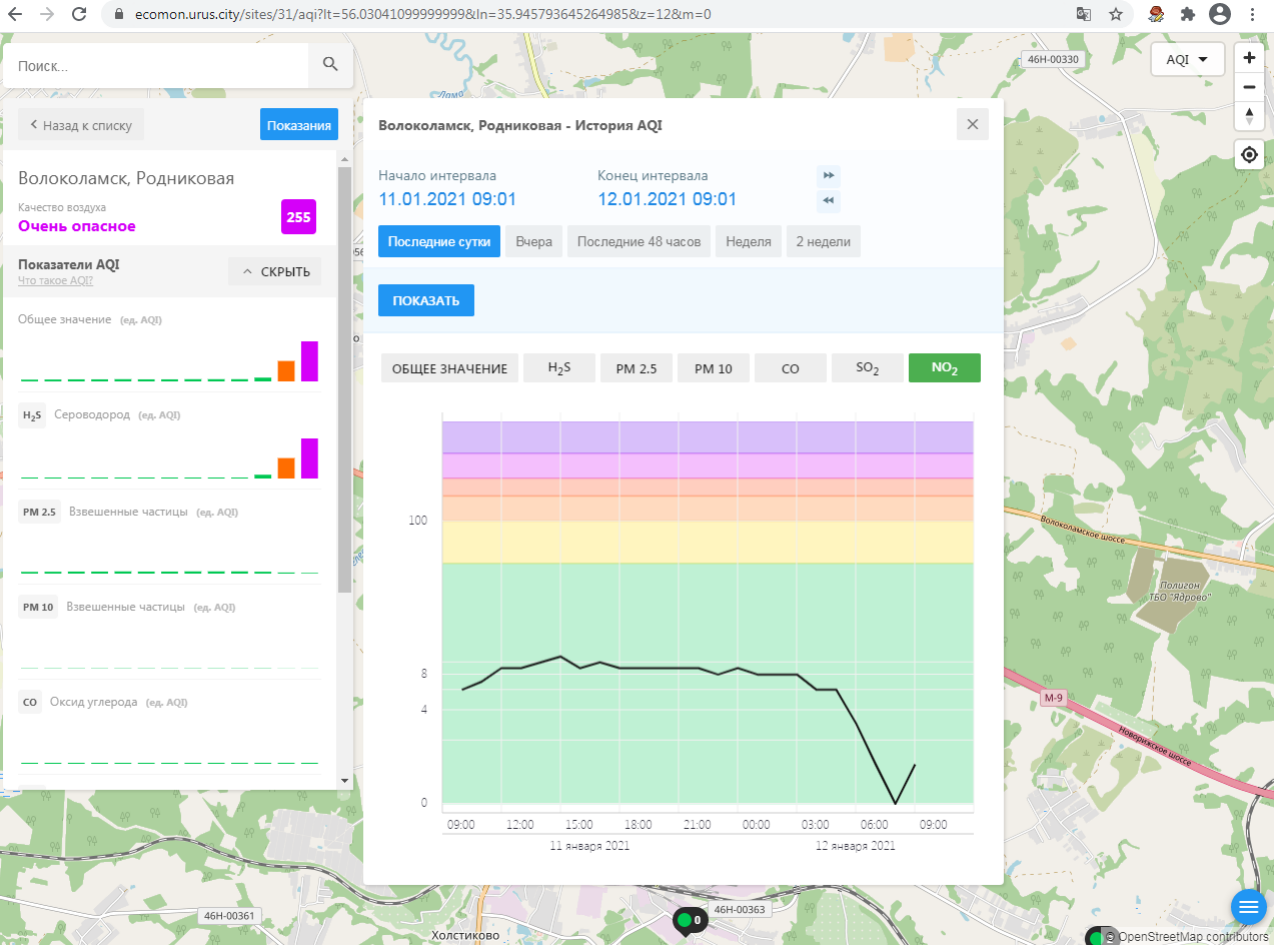 ecomon.urus.city/sites/31/aqi?lt=56.03041099999999&ln=35.945793645264985&z=12&m=0
Поиск...
46Н-00330
AQI
Назад к списку
Показания
Волоколамск, Родниковая
Качество воздуха
Очень опасное
255
Показатели AQI
Что такое AQI?
СКРЫТЬ
Общее значение (ед. AQI)
H2S Сероводород (ед. AQI)
PM 2.5 Взвешенные частицы (ед. AQI)
PM 10 Взвешенные частицы (ед. AQI)
CO Оксид углерода (ед. AQI)
Волоколамск, Родниковая - История AQI
Начало интервала
11.01.2021 09:01
Конец интервала
12.01.2021 09:01
Последние сутки
Вчера
Последние 48 часов
Неделя
2 недели
ПОКАЗАТЬ
ОБЩЕЕ ЗНАЧЕНИЕ
H2S
PM 2.5
PM 10
CO
SO2
NO2
100
8
4
0
09:00 12:00 15:00 18:00 21:00 00:00 03:00 06:00 09:00
11 января 2021
12 января 2021
Волоколамское шоссе
Полигон
ТБО "Ядрово"
М-9
Новорижское шоссе
46Н-00361
46Н-00363
0
Холстиково
© OpenStreetMap contributors